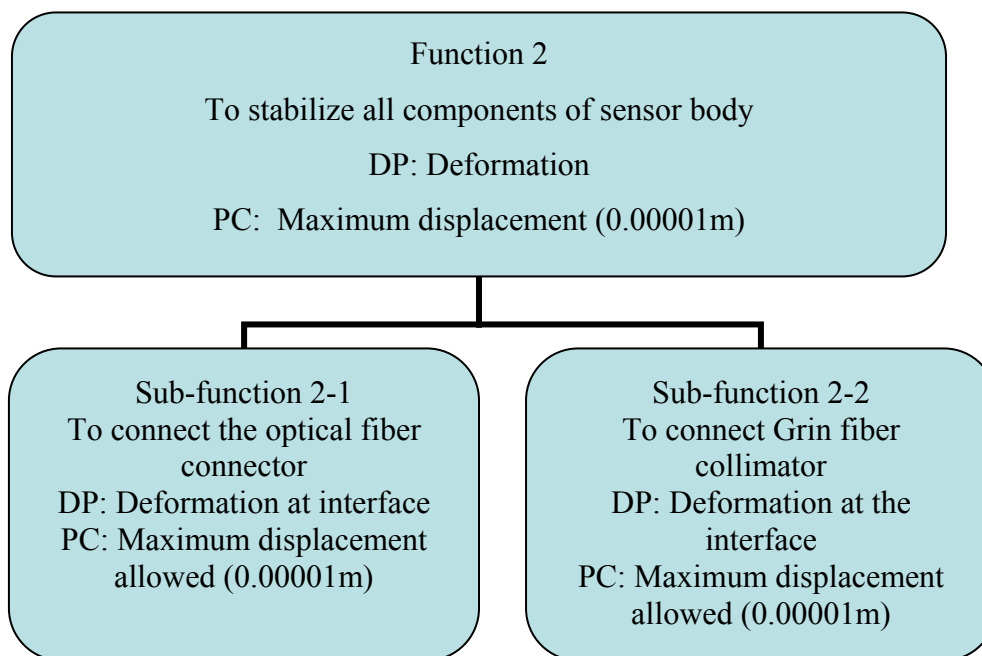 Function 2
To stabilize all components of sensor body
DP: Deformation
PC:  Maximum displacement (0.00001m)
Sub-function 2-1
To connect the optical fiber
connector
DP: Deformation at interface
PC: Maximum displacement
allowed (0.00001m)
Sub-function 2-2
To connect Grin fiber
collimator
DP: Deformation at the
interface
PC: Maximum displacement
allowed (0.00001m)